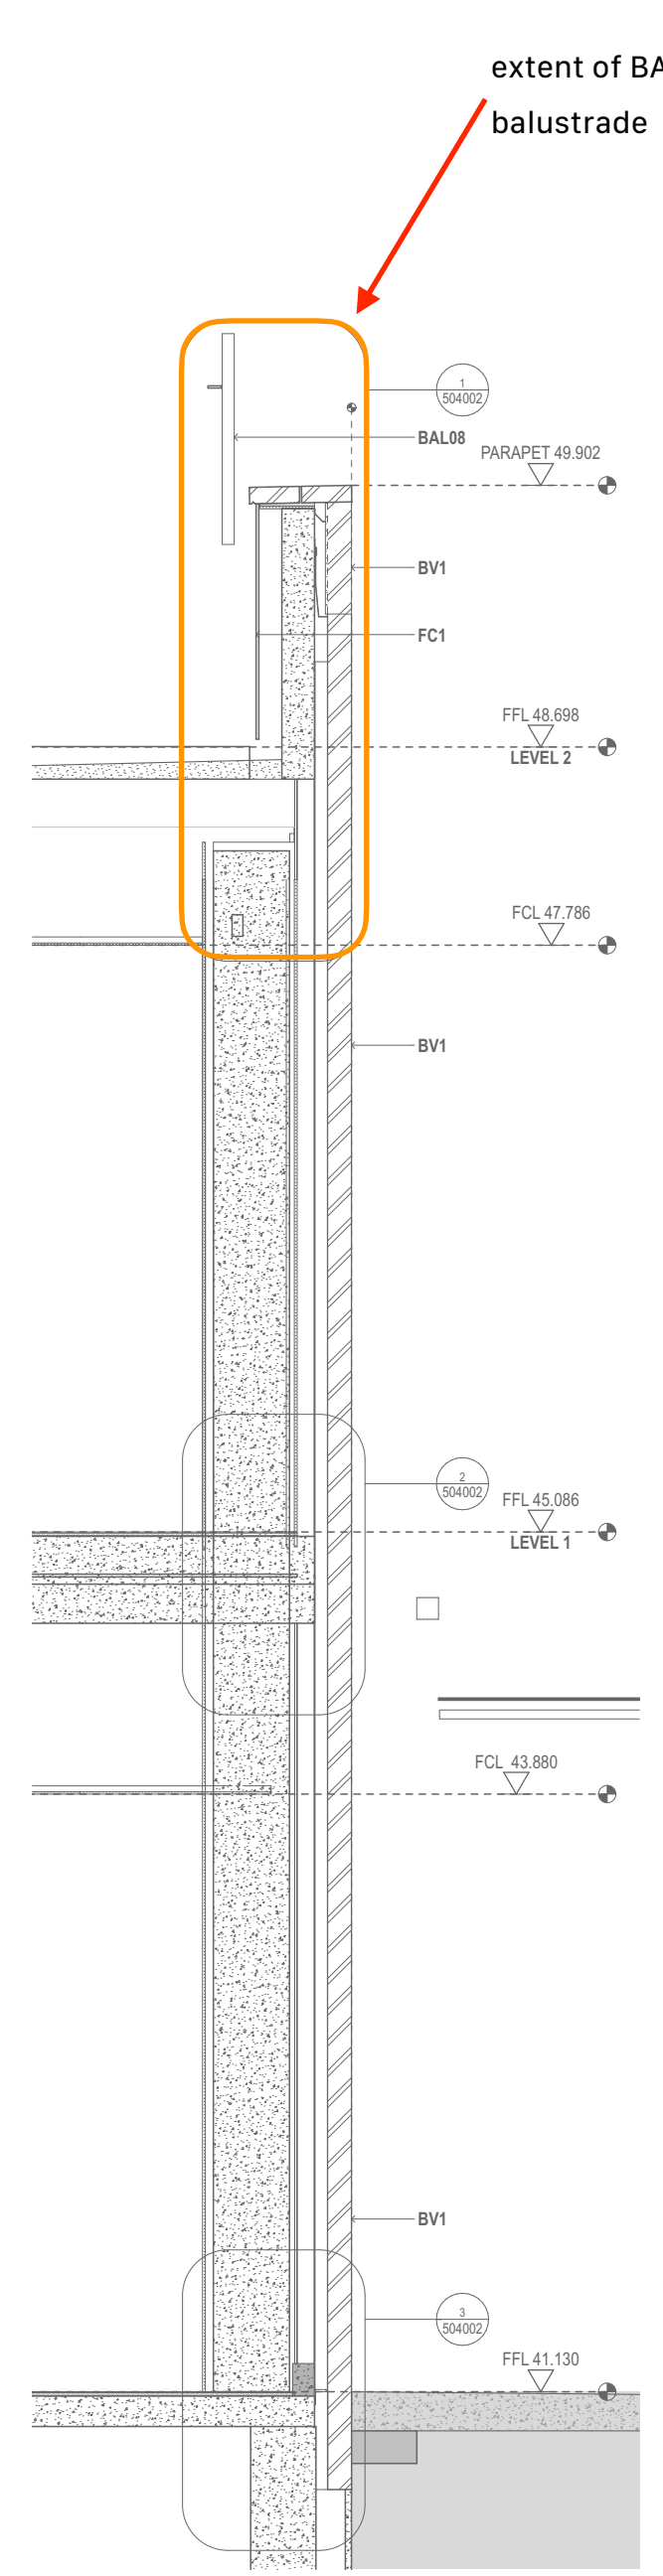 extent of BA
balustrade
1
504002
BAL08
PARAPET 49.902
BV1
FC1
FFL 48.698
LEVEL 2
FCL 47.786
BV1
2
504002
FFL 45.086
LEVEL 1
FCL 43.880
BV1
3
504002
FFL 41.130